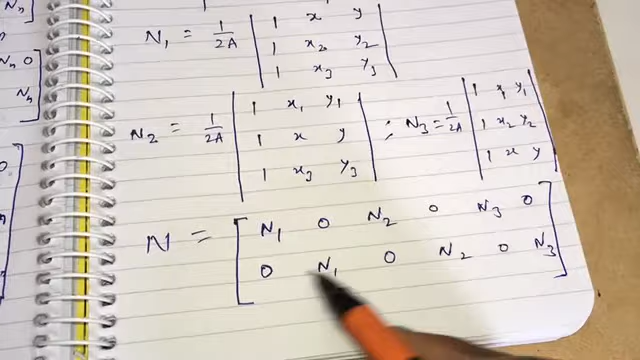 N₁ = 1/2A | 1 x y |
| 1 x₂ y₂ |
| 1 x₃ y₃ |
N₂ = 1/2A | 1 x₁ y₁ |
| 1 x y |
| 1 x₃ y₃ |
; N₃ = 1/2A | 1 x₁ y₁ |
| 1 x₂ y₂ |
| 1 x y |
N = [ N₁ 0 N₂ 0 N₃ 0
0 N₁ 0 N₂ 0 N₃ ]